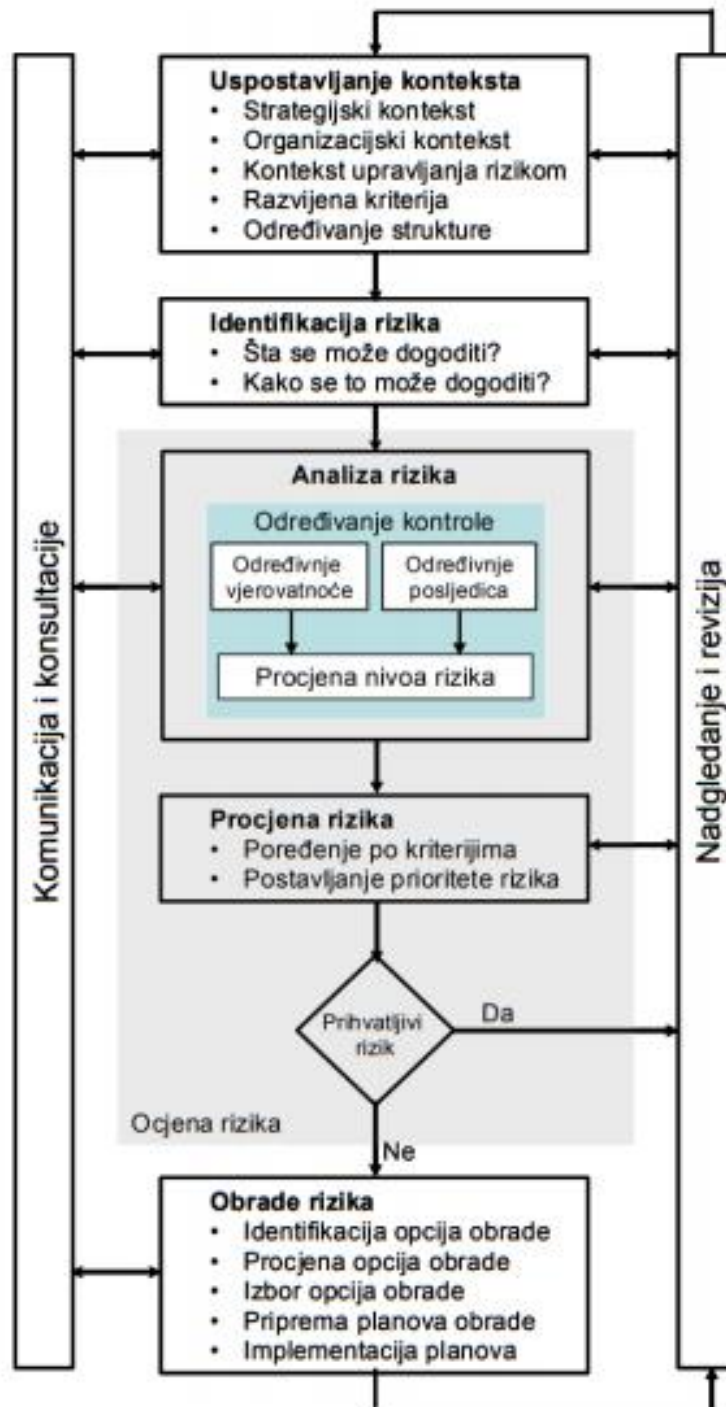 Uspostavljanje konteksta
• Strategijski kontekst
• Organizacijski kontekst
• Kontekst upravljanja rizikom
• Razvijena kriterija
• Određivanje strukture
Identifikacija rizika
• Šta se može dogoditi?
• Kako se to može dogoditi?
Analiza rizika
Određivanje kontrole
Određivnje
vjerovatnoće
Određivnje
posljedica
Procjena nivoa rizika
Procjena rizika
• Poređenje po kriterijima
• Postavljanje prioritete rizika
Prihvatljivi
rizik
Da
Ocjena rizika
Ne
Obrade rizika
• Identifikacija opcija obrade
• Procjena opcija obrade
• Izbor opcija obrade
• Priprema planova obrade
• Implementacija planova
Komunikacija i konsultacije
Nadgledanje i revizija